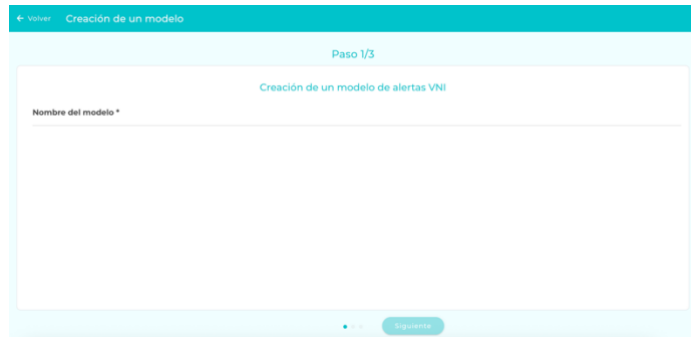 ← Volver Creación de un modelo
Paso 1/3
Creación de un modelo de alertas VNI
Nombre del modelo *
Siguiente